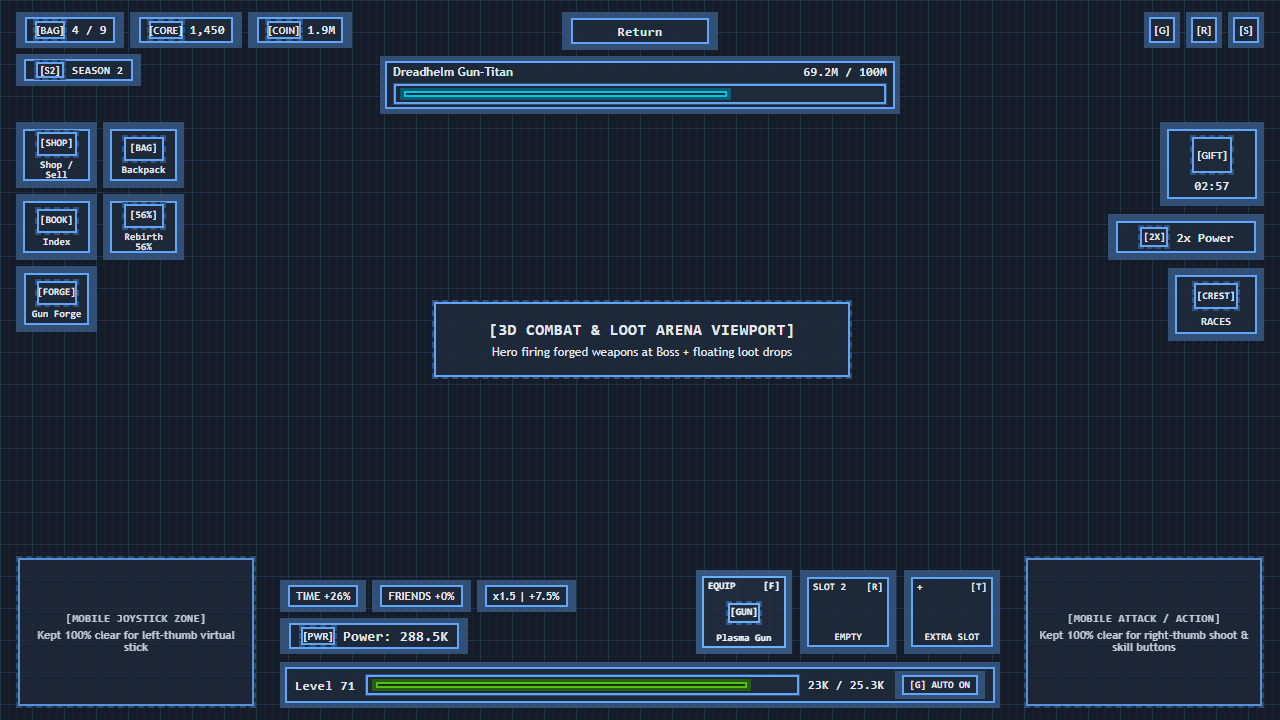 [BAG] 4 / 9
[CORE] 1,450
[COIN] 1.9M
Return
[G]
[R]
[S]
[S2] SEASON 2
Dreadhelm Gun-Titan
69.2M / 100M
[SHOP]
Shop /
Sell
[BAG]
Backpack
[BOOK]
Index
[56%]
Rebirth
56%
[FORGE]
Gun Forge
[GIFT]
02:57
[2X] 2x Power
[CREST]
RACES
[3D COMBAT & LOOT ARENA VIEWPORT]
Hero firing forged weapons at Boss + floating loot drops
[MOBILE JOYSTICK ZONE]
Kept 100% clear for left-thumb virtual
stick
TIME +26%
FRIENDS +0%
x1.5 | +7.5%
[PWR] Power: 288.5K
EQUIP [F]
[GUN]
Plasma Gun
SLOT 2 [R]
EMPTY
+ [T]
EXTRA SLOT
Level 71
23K / 25.3K
[G] AUTO ON
[MOBILE ATTACK / ACTION]
Kept 100% clear for right-thumb shoot &
skill buttons